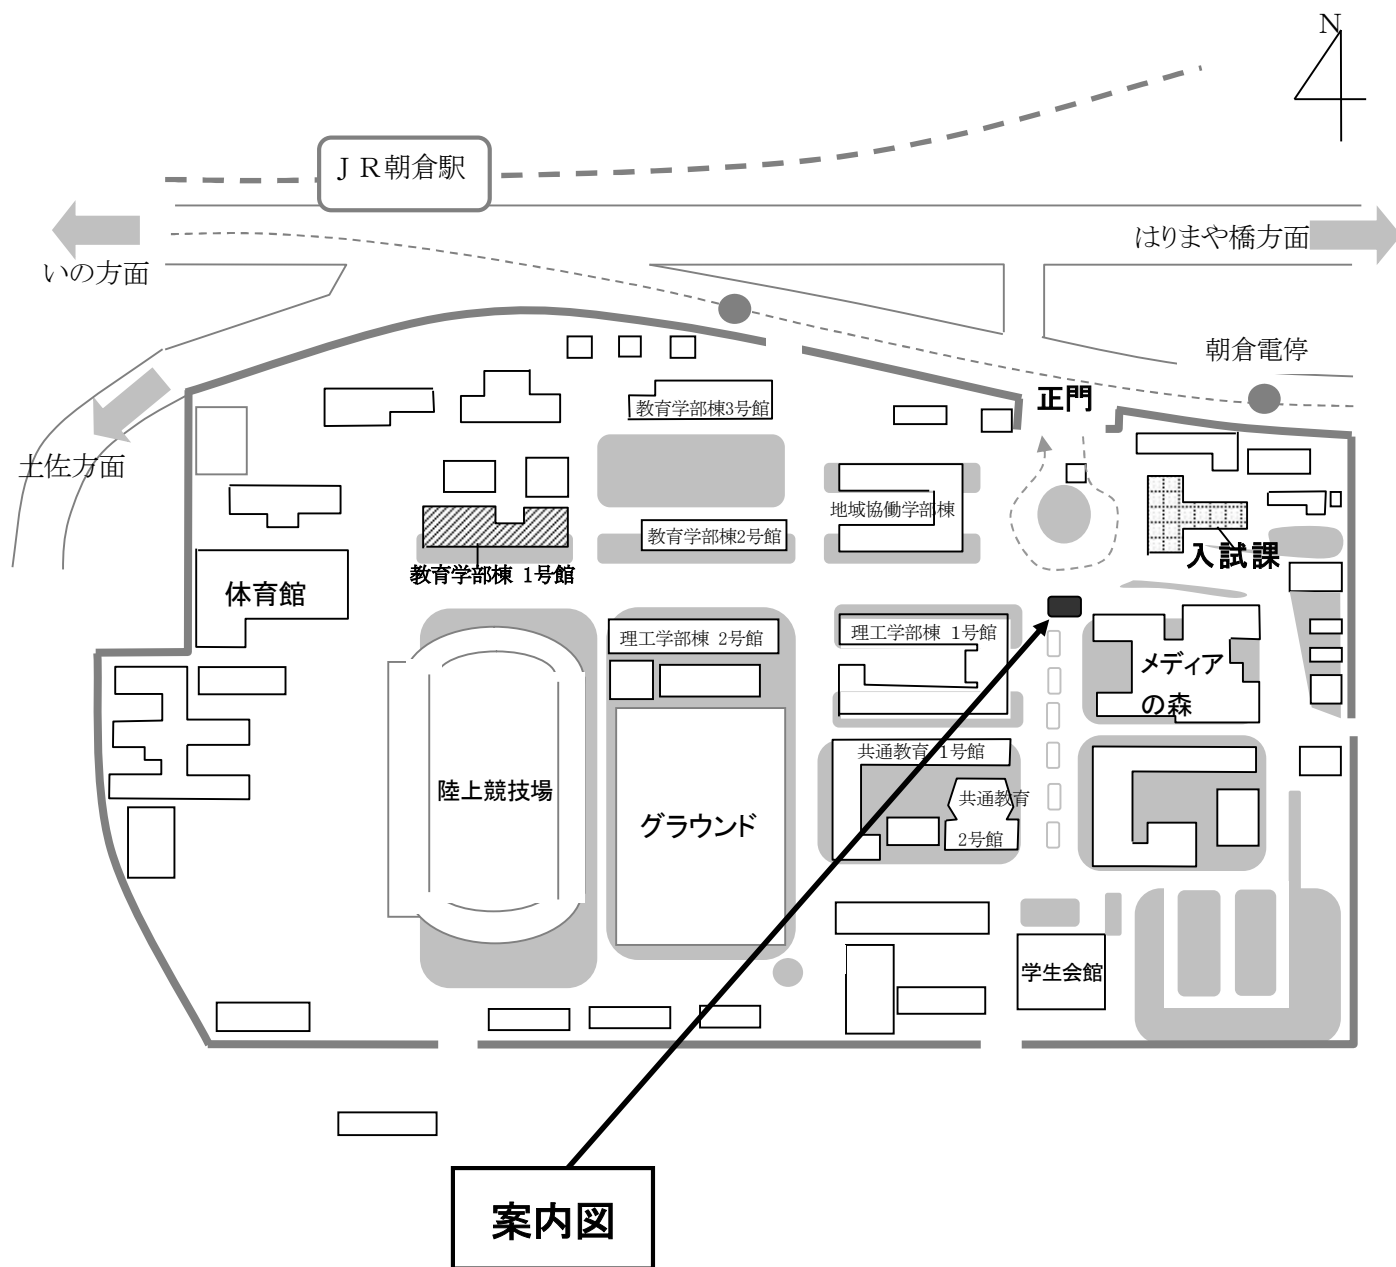 N
ＪＲ朝倉駅
はりまや橋方面
いの方面
朝倉電停
正門
教育学部棟3号館
土佐方面
地域協働学部棟
教育学部棟2号館
入試課
教育学部棟 1号館
体育館
理工学部棟 2号館
理工学部棟 1号館
メディア
の森
共通教育 1号館
陸上競技場
共通教育
2号館
グラウンド
学生会館
案内図